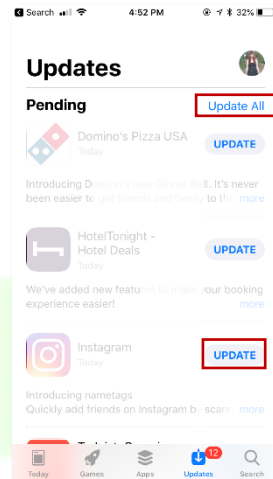 Search
4:52 PM
32%
Updates
Pending
Update All
Domino's Pizza USA
Today
UPDATE
Introducing Domino's new Dinner Bell. It's never
been easier to get friends and family to th more
HotelTonight -
Hotel Deals
Today
UPDATE
We've added new features to make your booking
experience easier!
more
Instagram
Today
UPDATE
Introducing nametags
Quickly add friends on Instagram by scan more
12
Today Games Apps Updates Search